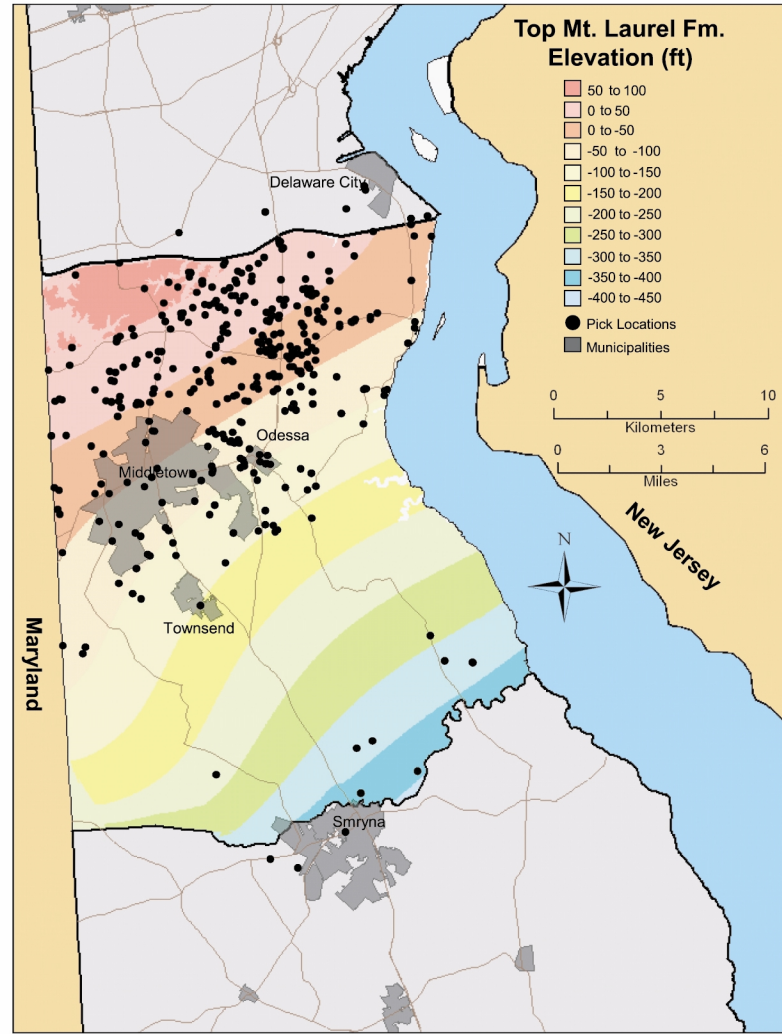 Top Mt. Laurel Fm.
Elevation (ft)
50 to 100
0 to 50
0 to -50
-50 to -100
-100 to -150
-150 to -200
-200 to -250
-250 to -300
-300 to -350
-350 to -400
-400 to -450
Pick Locations
Municipalities
0 5 10
Kilometers
0 3 6
Miles
Delaware City
Odessa
Middletown
New Jersey
N
Townsend
Maryland
Smryna